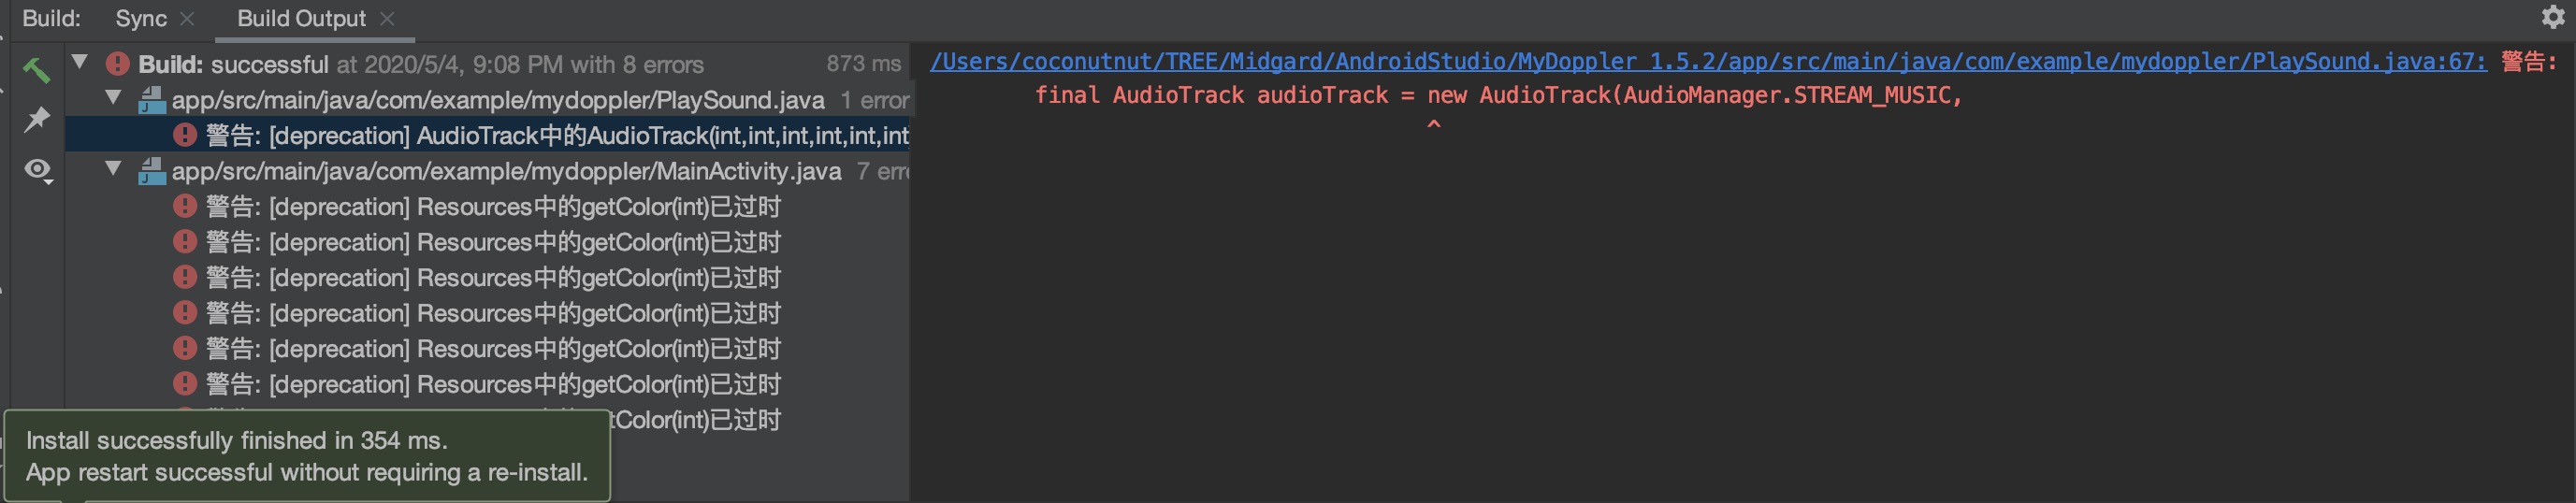 Build: Sync Build Output
Build: successful at 2020/5/4, 9:08 PM with 8 errors 873 ms
app/src/main/java/com/example/mydoppler/PlaySound.java 1 error
警告: [deprecation] AudioTrack中的AudioTrack(int,int,int,int,int,int
app/src/main/java/com/example/mydoppler/MainActivity.java 7
警告: [deprecation] Resources中的getColor(int)已过时
警告: [deprecation] Resources中的getColor(int)已过时
警告: [deprecation] Resources中的getColor(int)已过时
警告: [deprecation] Resources中的getColor(int)已过时
警告: [deprecation] Resources中的getColor(int)已过时
警告: [deprecation] Resources中的getColor(int)已过时
tColor(int)已过时
Install successfully finished in 354 ms.
App restart successful without requiring a re-install.
/Users/coconutnut/TREE/Midgard/AndroidStudio/MyDoppler 1.5.2/app/src/main/java/com/example/mydoppler/PlaySound.java:67: 警告:
final AudioTrack audioTrack = new AudioTrack(AudioManager.STREAM_MUSIC,
^